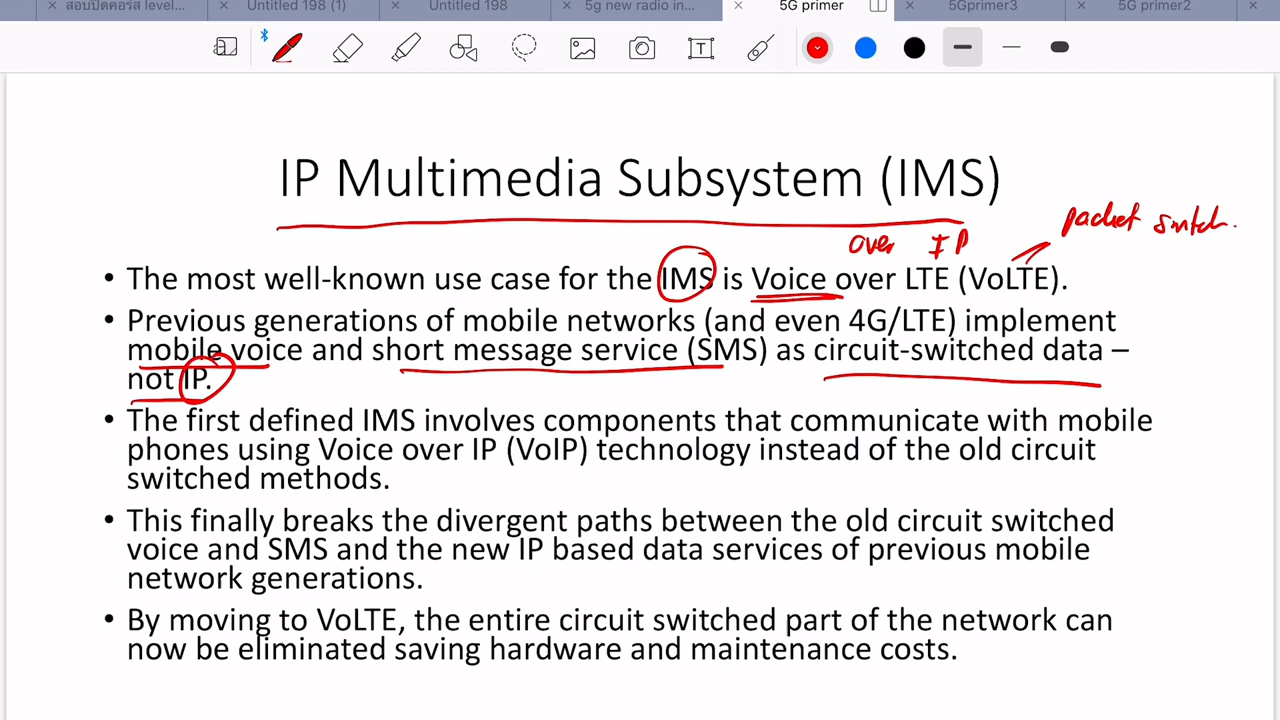 สอบปิดคอร์ส level...
Untitled 198 (1)
Untitled 198
5g new radio in...
5G primer
5Gprimer3
5G primer2
IP Multimedia Subsystem (IMS)
packet switch.
over IP
• The most well-known use case for the IMS is Voice over LTE (VoLTE).
• Previous generations of mobile networks (and even 4G/LTE) implement
mobile voice and short message service (SMS) as circuit-switched data –
not IP.
• The first defined IMS involves components that communicate with mobile
phones using Voice over IP (VoIP) technology instead of the old circuit
switched methods.
• This finally breaks the divergent paths between the old circuit switched
voice and SMS and the new IP based data services of previous mobile
network generations.
• By moving to VoLTE, the entire circuit switched part of the network can
now be eliminated saving hardware and maintenance costs.